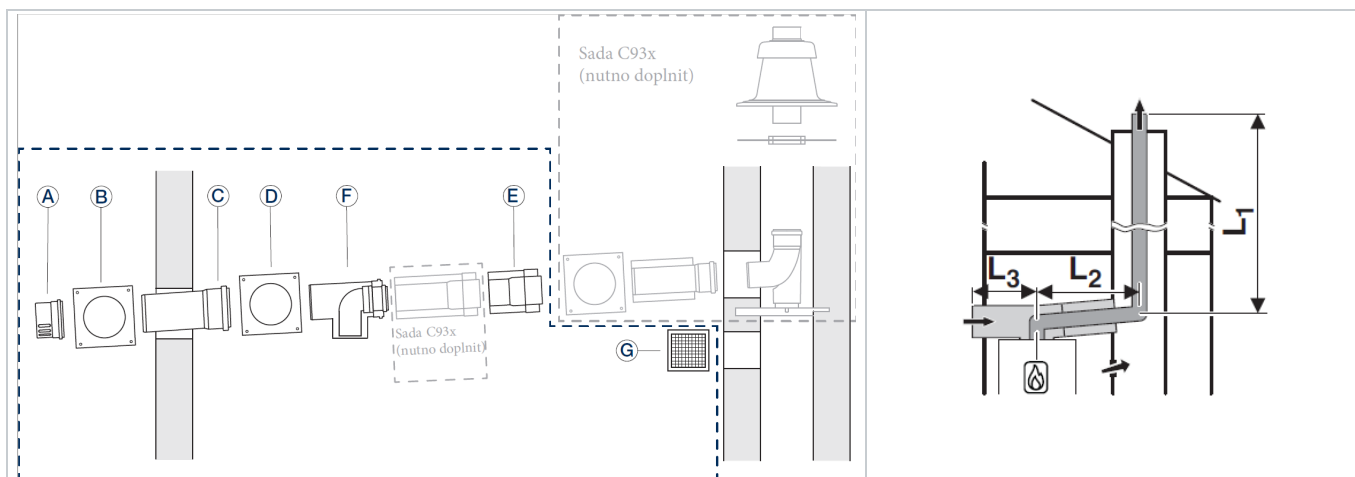 Sada C93x
(nutno doplnit)
A
B
C
D
F
E
Sada C93x
(nutno doplnit)
G
L1
L3
L2